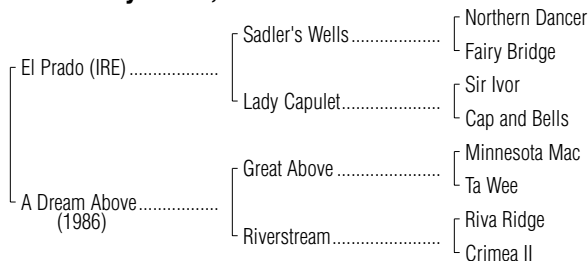 Northern Dancer
Sadler's Wells ....................
Fairy Bridge
El Prado (IRE) ..................
Sir Ivor
Lady Capulet......................
Cap and Bells
Minnesota Mac
Great Above .......................
Ta Wee
A Dream Above................
(1986)
Riva Ridge
Riverstream........................
Crimea II